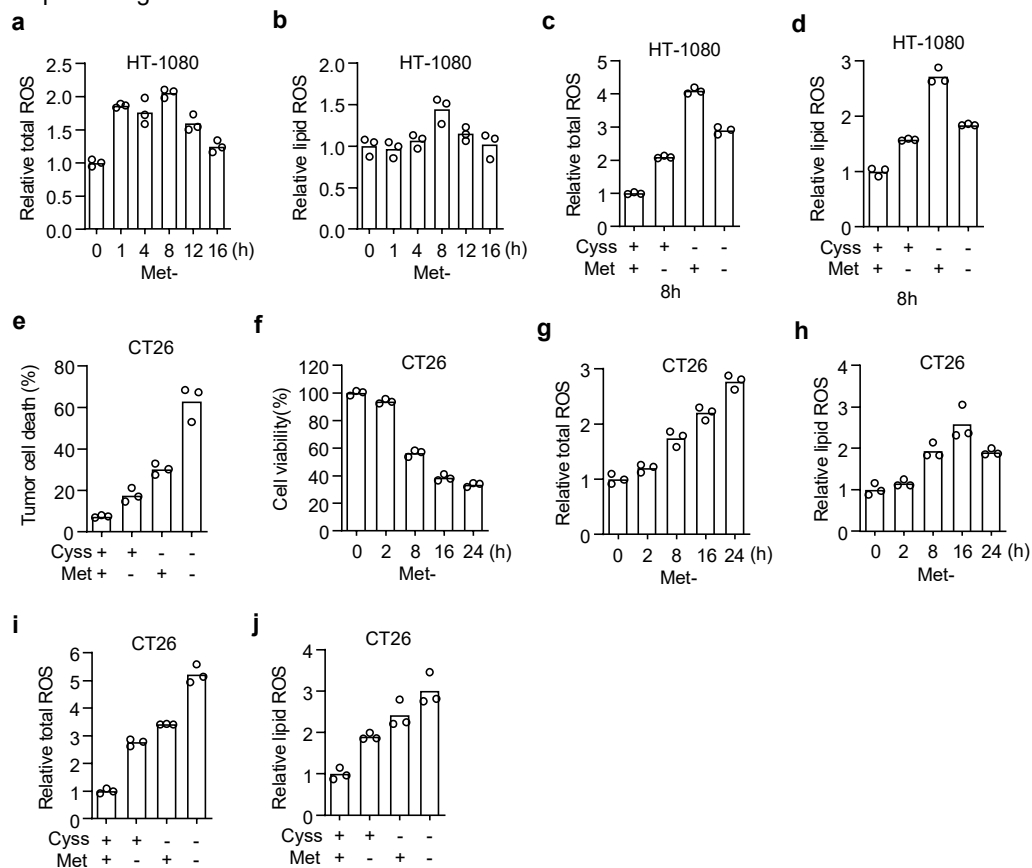 a
HT-1080
Relative total ROS
2.5
2.0
1.5
1.0
0.5
0.0
0 1 4 8 12 16 (h)
Met-
b
HT-1080
Relative lipid ROS
2.0
1.5
1.0
0.5
0.0
0 1 4 8 12 16 (h)
Met-
c
HT-1080
Relative total ROS
5
4
3
2
1
0
Cyss + + - -
Met + - + -
8h
d
HT-1080
Relative lipid ROS
3
2
1
0
Cyss + + - -
Met + - + -
8h
e
CT26
Tumor cell death (%)
80
60
40
20
0
Cyss + + - -
Met + - + -
f
CT26
Cell viability(%)
120
100
80
60
40
20
0
0 2 8 16 24 (h)
Met-
g
CT26
Relative total ROS
3
2
1
0
0 2 8 16 24 (h)
Met-
h
CT26
Relative lipid ROS
4
3
2
1
0
0 2 8 16 24 (h)
Met-
i
CT26
Relative total ROS
6
5
4
3
2
1
0
Cyss + + - -
Met + - + -
j
CT26
Relative lipid ROS
4
3
2
1
0
Cyss + + - -
Met + - + -